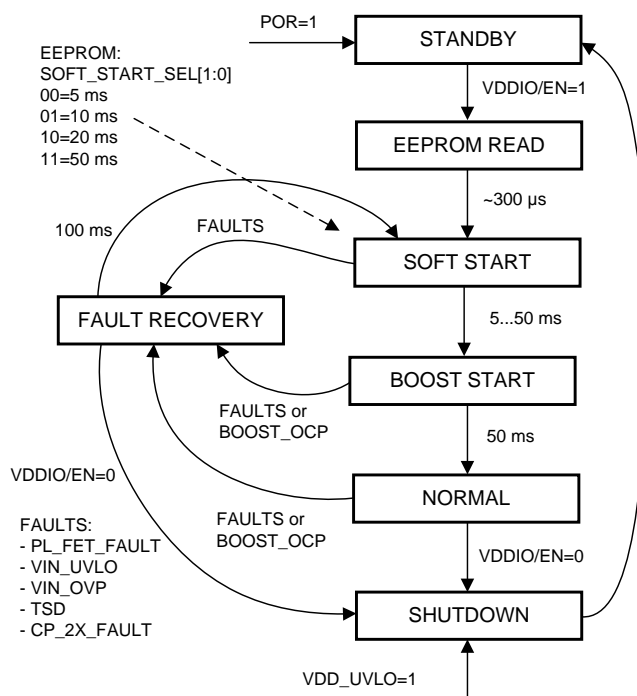 POR=1
STANDBY
EEPROM:
SOFT_START_SEL[1:0]
00=5 ms
01=10 ms
10=20 ms
11=50 ms
VDDIO/EN=1
EEPROM READ
~300 µs
100 ms
FAULTS
SOFT START
5...50 ms
FAULT RECOVERY
BOOST START
FAULTS or
BOOST_OCP
50 ms
VDDIO/EN=0
NORMAL
FAULTS or
BOOST_OCP
FAULTS:
- PL_FET_FAULT
- VIN_UVLO
- VIN_OVP
- TSD
- CP_2X_FAULT
VDDIO/EN=0
SHUTDOWN
VDD_UVLO=1